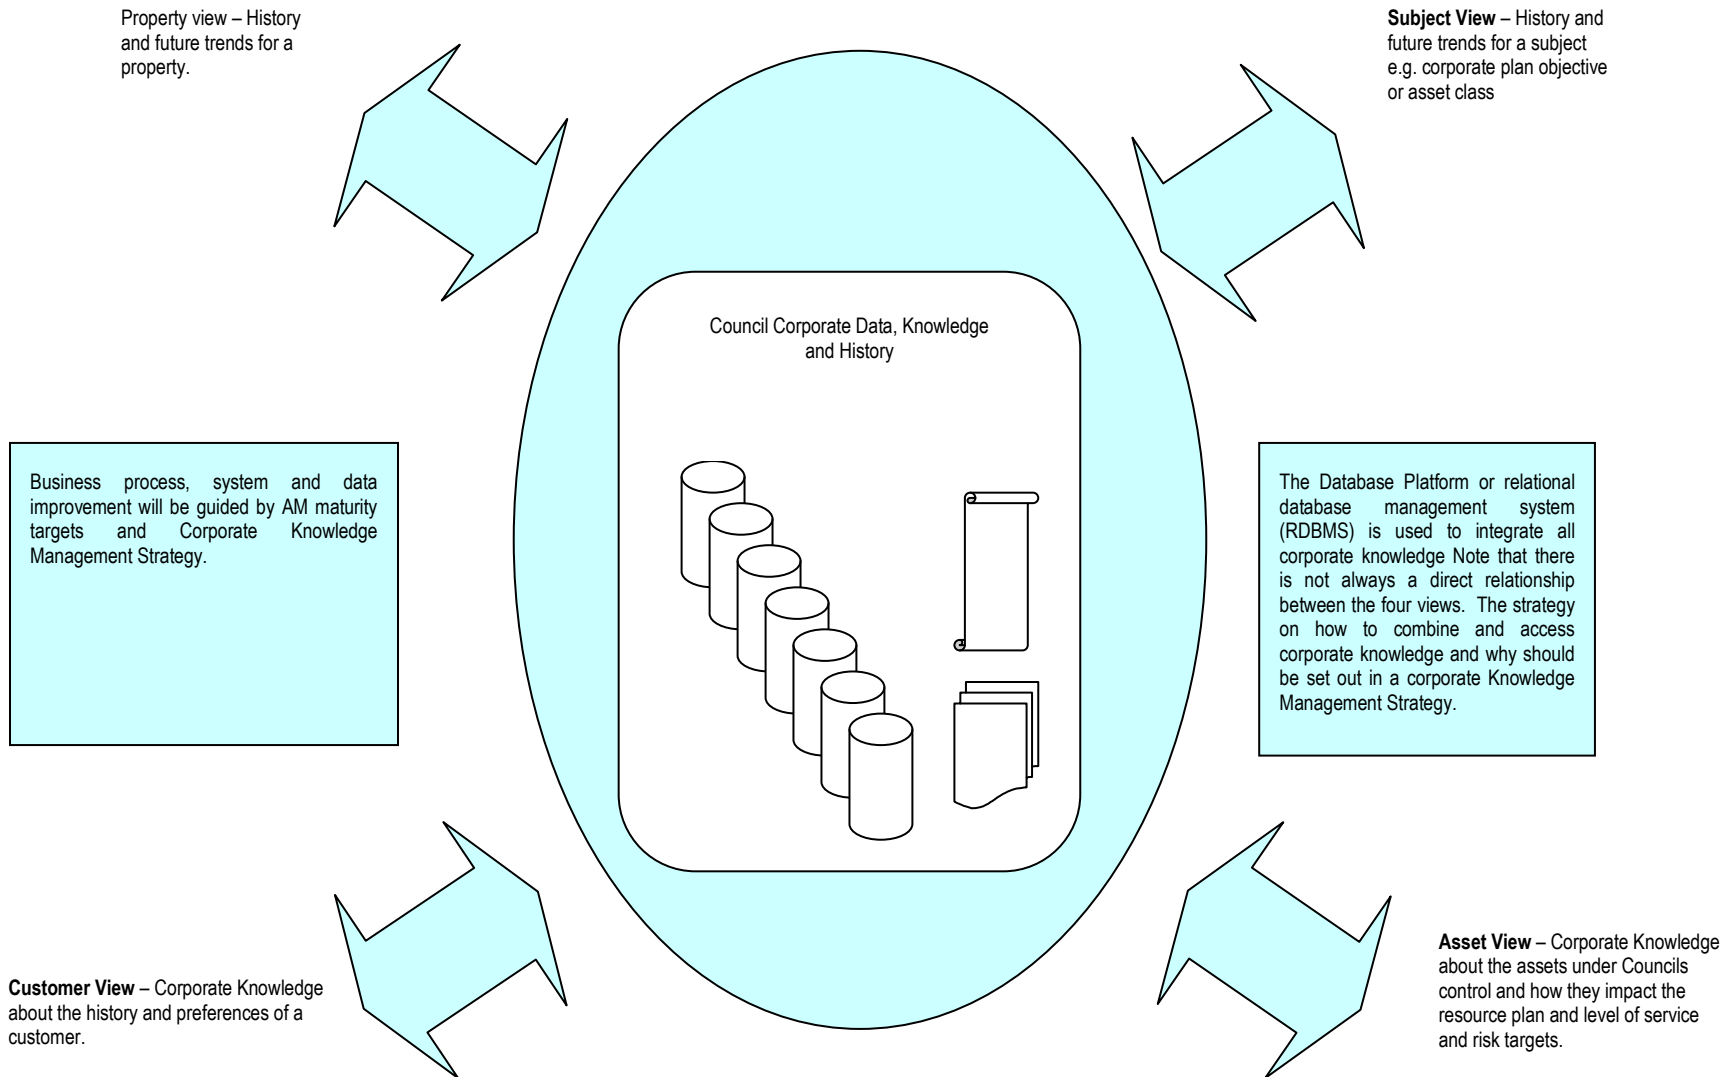 Property view – History
and future trends for a
property.
Subject View – History and
future trends for a subject
e.g. corporate plan objective
or asset class
Council Corporate Data, Knowledge
and History
Business process, system and data
improvement will be guided by AM maturity
targets and Corporate Knowledge
Management Strategy.
The Database Platform or relational
database management system
(RDBMS) is used to integrate all
corporate knowledge Note that there
is not always a direct relationship
between the four views. The strategy
on how to combine and access
corporate knowledge and why should
be set out in a corporate Knowledge
Management Strategy.
Customer View – Corporate Knowledge
about the history and preferences of a
customer.
Asset View – Corporate Knowledge
about the assets under Councils
control and how they impact the
resource plan and level of service
and risk targets.